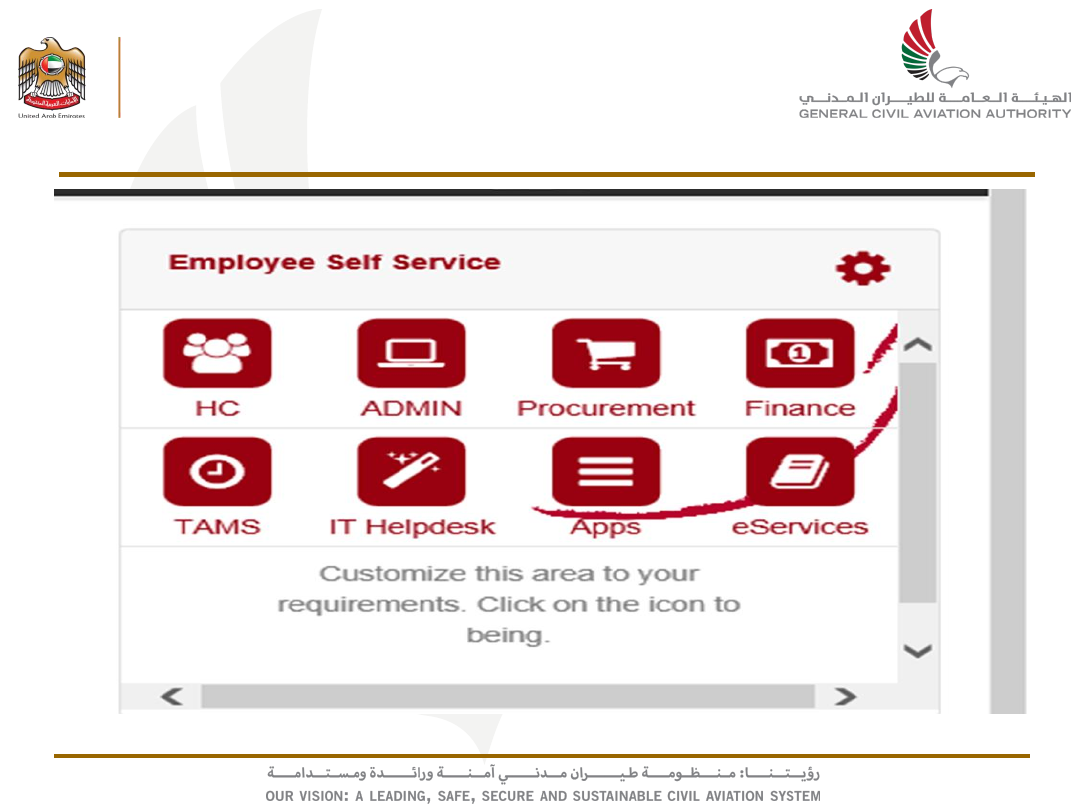 United Arab Emirates
الهيئة العامة للطيران المدني
GENERAL CIVIL AVIATION AUTHORITY
Employee Self Service
HC ADMIN Procurement Finance
TAMS IT Helpdesk Apps eServices
Customize this area to your
requirements. Click on the icon to
being.
رؤيتنا: منظومة طيران مدني آمنة ورائدة ومستدامة
OUR VISION: A LEADING, SAFE, SECURE AND SUSTAINABLE CIVIL AVIATION SYSTEM